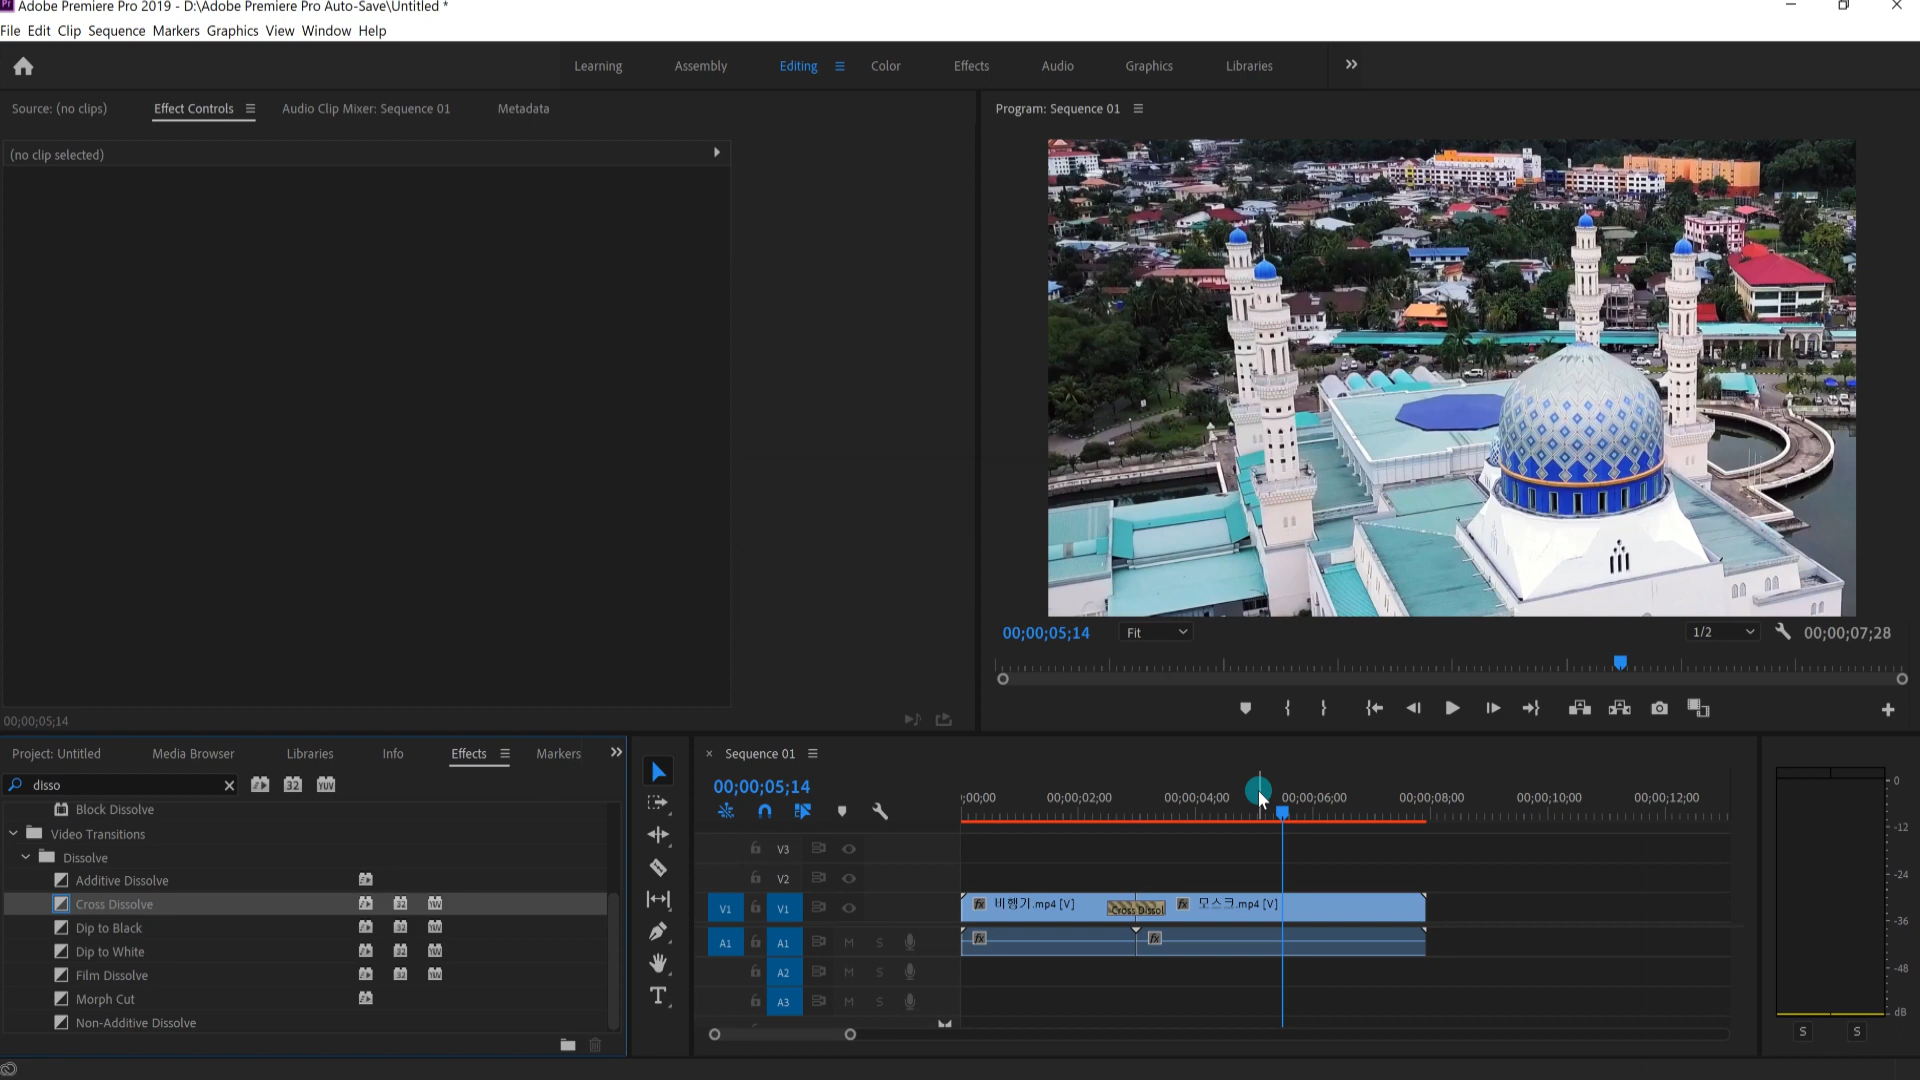 Adobe Premiere Pro 2019 - D:\Adobe Premiere Pro Auto-Save\Untitled *
File Edit Clip Sequence Markers Graphics View Window Help
Learning Assembly Editing Color Effects Audio Graphics Libraries
Source: (no clips) Effect Controls Audio Clip Mixer: Sequence 01 Metadata
Program: Sequence 01
(no clip selected)
00;00;05;14 Fit 1/2 00;00;07;28
00;00;05;14
Project: Untitled Media Browser Libraries Info Effects Markers
disso
Block Dissolve
Video Transitions
Dissolve
Additive Dissolve
Cross Dissolve
Dip to Black
Dip to White
Film Dissolve
Morph Cut
Non-Additive Dissolve
Sequence 01
00;00;05;14
;00;00 00;00;02;00 00;00;04;00 00;00;06;00 00;00;08;00 00;00;10;00 00;00;12;00
V3
V2
V1 V1 fx 비행기.mp4 [V] Cross Dissol fx 모스크.mp4 [V]
A1 A1 M S fx fx
A2 M S
A3 M S
0
-12
-24
-36
-48
dB
S S